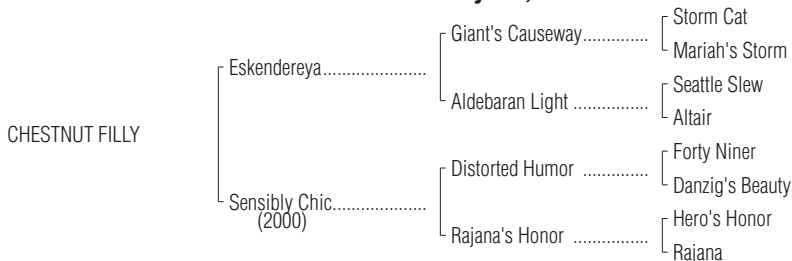 Storm Cat
Giant's Causeway..............
Mariah's Storm
Eskendereya......................
Seattle Slew
Aldebaran Light ................
Altair
CHESTNUT FILLY
Forty Niner
Distorted Humor ..............
Danzig's Beauty
Sensibly Chic....................
(2000)
Hero's Honor
Rajana's Honor ................
Rajana